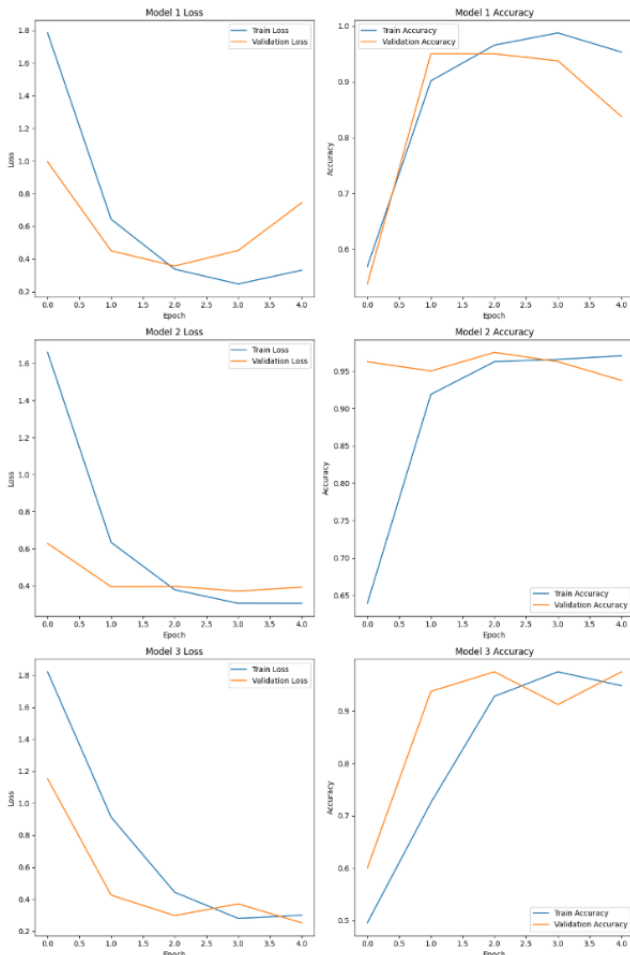 Model 1 Loss
Train Loss
Validation Loss
1.8
1.6
1.4
1.2
1.0
0.8
0.6
0.4
0.2
Loss
0.0 0.5 1.0 1.5 2.0 2.5 3.0 3.5 4.0
Epoch
Model 1 Accuracy
Train Accuracy
Validation Accuracy
1.0
0.9
0.8
0.7
0.6
Accuracy
0.0 0.5 1.0 1.5 2.0 2.5 3.0 3.5 4.0
Epoch
Model 2 Loss
Train Loss
Validation Loss
1.6
1.4
1.2
1.0
0.8
0.6
0.4
Loss
0.0 0.5 1.0 1.5 2.0 2.5 3.0 3.5 4.0
Epoch
Model 2 Accuracy
0.95
0.90
0.85
0.80
0.75
0.70
0.65
Accuracy
Train Accuracy
Validation Accuracy
0.0 0.5 1.0 1.5 2.0 2.5 3.0 3.5 4.0
Epoch
Model 3 Loss
Train Loss
Validation Loss
1.8
1.6
1.4
1.2
1.0
0.8
0.6
0.4
0.2
Loss
0.0 0.5 1.0 1.5 2.0 2.5 3.0 3.5 4.0
Epoch
Model 3 Accuracy
0.9
0.8
0.7
0.6
0.5
Accuracy
Train Accuracy
Validation Accuracy
0.0 0.5 1.0 1.5 2.0 2.5 3.0 3.5 4.0
Epoch